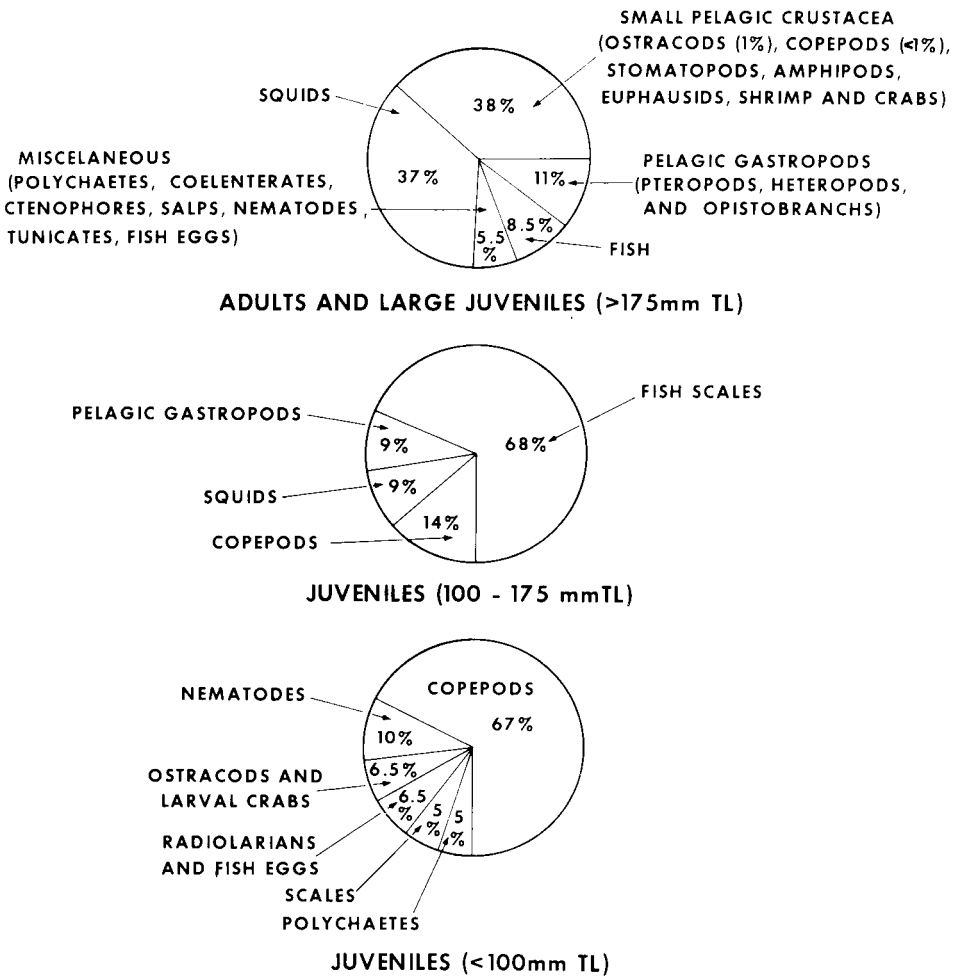 SMALL PELAGIC CRUSTACEA
(OSTRACODS (1%), COPEPODS (<1%),
STOMATOPODS, AMPHIPODS,
EUPHAUSIDS, SHRIMP AND CRABS)
38%
SQUIDS
37%
MISCELANEOUS
(POLYCHAETES, COELENTERATES,
CTENOPHORES, SALPS, NEMATODES,
TUNICATES, FISH EGGS)
5.5
%
PELAGIC GASTROPODS
(PTEROPODS, HETEROPODS,
AND OPISTOBRANCHS)
11%
8.5%
FISH
ADULTS AND LARGE JUVENILES (>175mm TL)
FISH SCALES
68%
PELAGIC GASTROPODS
9%
SQUIDS
9%
COPEPODS
14%
JUVENILES (100 - 175 mmTL)
COPEPODS
67%
NEMATODES
10%
OSTRACODS AND
LARVAL CRABS
6.5%
RADIOLARIANS
AND FISH EGGS
6.5
%
SCALES
5
%
POLYCHAETES
5
%
JUVENILES (<100mm TL)